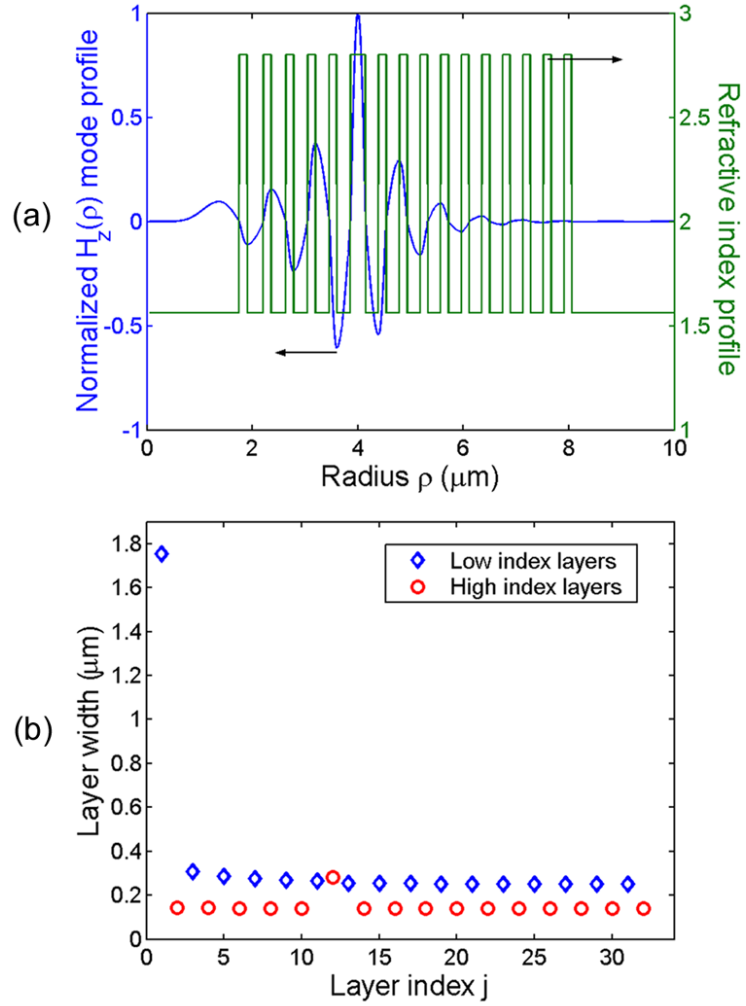 (a)
Normalized H_Z(ρ) mode profile
1
0.5
0
-0.5
-1
3
2.5
2
1.5
1
Refractive index profile
0 2 4 6 8 10
Radius ρ (μm)
(b)
Layer width (μm)
1.8
1.6
1.4
1.2
1
0.8
0.6
0.4
0.2
0
Low index layers
High index layers
0 5 10 15 20 25 30
Layer index j